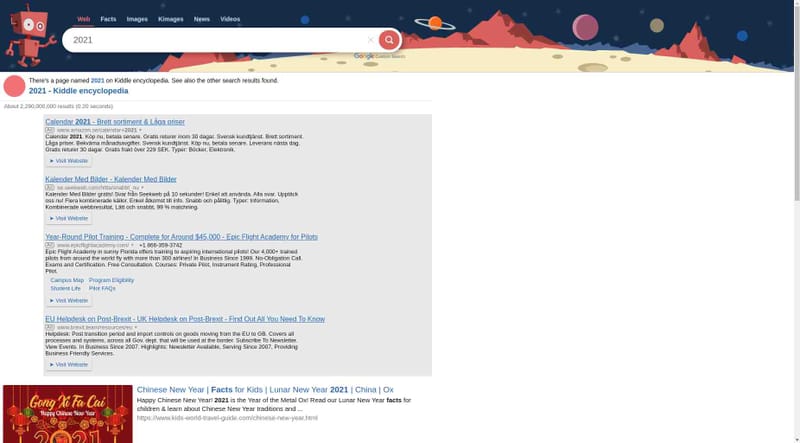 Web Facts Images Kimages News Videos
2021
Google Custom Search
There's a page named 2021 on Kiddle encyclopedia. See also the other search results found.
2021 - Kiddle encyclopedia
About 2,290,000,000 results (0.20 seconds)
Calendar 2021 - Brett sortiment & Låga priser
Ad www.amazon.se/calendar+2021
Calendar 2021. Köp nu, betala senare. Gratis returer inom 30 dagar. Svensk kundtjänst. Brett sortiment.
Låga priser. Bekväma månadsavgifter. Svensk kundtjänst. Köp nu, betala senare. Leverans nästa dag.
Gratis returer 30 dagar. Gratis frakt över 229 SEK. Typer: Böcker, Elektronik.
➤ Visit Website
Kalender Med Bilder - Kalender Med Bilder
Ad se.seekweb.com/hitta/snabbt_nu
Kalender Med Bilder gratis! Svar från Seekweb på 10 sekunder! Enkel att använda. Alla svar. Upptäck
oss nu! Flera kombinerade källor. Enkel åtkomst till info. Snabb och pålitlig. Typer: Information,
Kombinerade webbresultat, Lätt och snabbt, 99 % matchning.
➤ Visit Website
Year-Round Pilot Training - Complete for Around $45,000 - Epic Flight Academy for Pilots
Ad www.epicflightacademy.com/ +1 866-359-3742
Epic Flight Academy in sunny Florida offers training to aspiring international pilots! Our 4,000+ trained
pilots from around the world fly with more than 300 airlines! In Business Since 1999. No-Obligation Call.
Exams and Certification. Free Consultation. Courses: Private Pilot, Instrument Rating, Professional
Pilot.
Campus Map Program Eligibility
Student Life Pilot FAQs
➤ Visit Website
EU Helpdesk on Post-Brexit - UK Helpdesk on Post-Brexit - Find Out All You Need To Know
Ad www.brexit.team/resources/eu
Helpdesk: Post transition period and import controls on goods moving from the EU to GB. Covers all
processes and systems, across all Gov. dept. that will be used at the border. Subscribe To Newsletter.
View Events. In Business Since 2007. Highlights: Newsletter Available, Serving Since 2007, Providing
Business Friendly Services.
➤ Visit Website
Gong Xi Fa Cai
Happy Chinese New Year!
2021
Chinese New Year | Facts for Kids | Lunar New Year 2021 | China | Ox
Happy Chinese New Year! 2021 is the Year of the Metal Ox! Read our Lunar New Year facts for
children & learn about Chinese New Year traditions and ...
https://www.kids-world-travel-guide.com/chinese-new-year.html